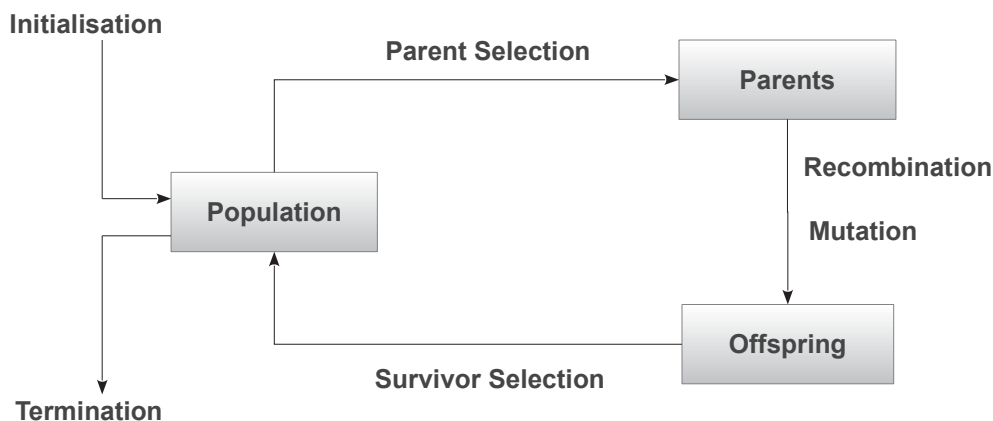 Initialisation
Parent Selection
Parents
Recombination
Population
Mutation
Offspring
Survivor Selection
Termination